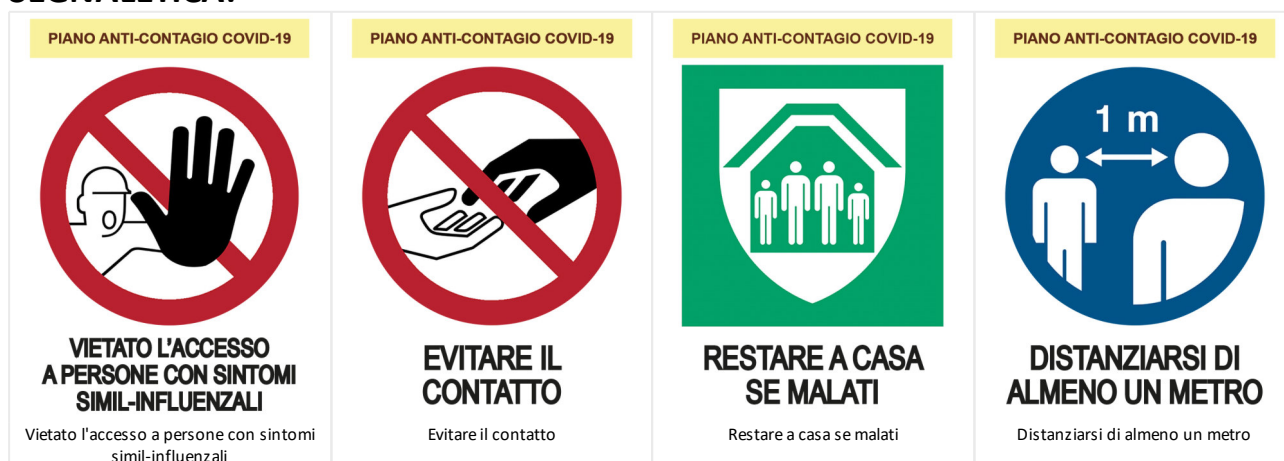 SEGNALETICA:
PIANO ANTI-CONTAGIO COVID-19
VIETATO L'ACCESSO
A PERSONE CON SINTOMI
SIMIL-INFLUENZALI
Vietato l'accesso a persone con sintomi
simil-influenzali
PIANO ANTI-CONTAGIO COVID-19
EVITARE IL
CONTATTO
Evitare il contatto
PIANO ANTI-CONTAGIO COVID-19
RESTARE A CASA
SE MALATI
Restare a casa se malati
PIANO ANTI-CONTAGIO COVID-19
1 m
DISTANZIARSI DI
ALMENO UN METRO
Distanziarsi di almeno un metro